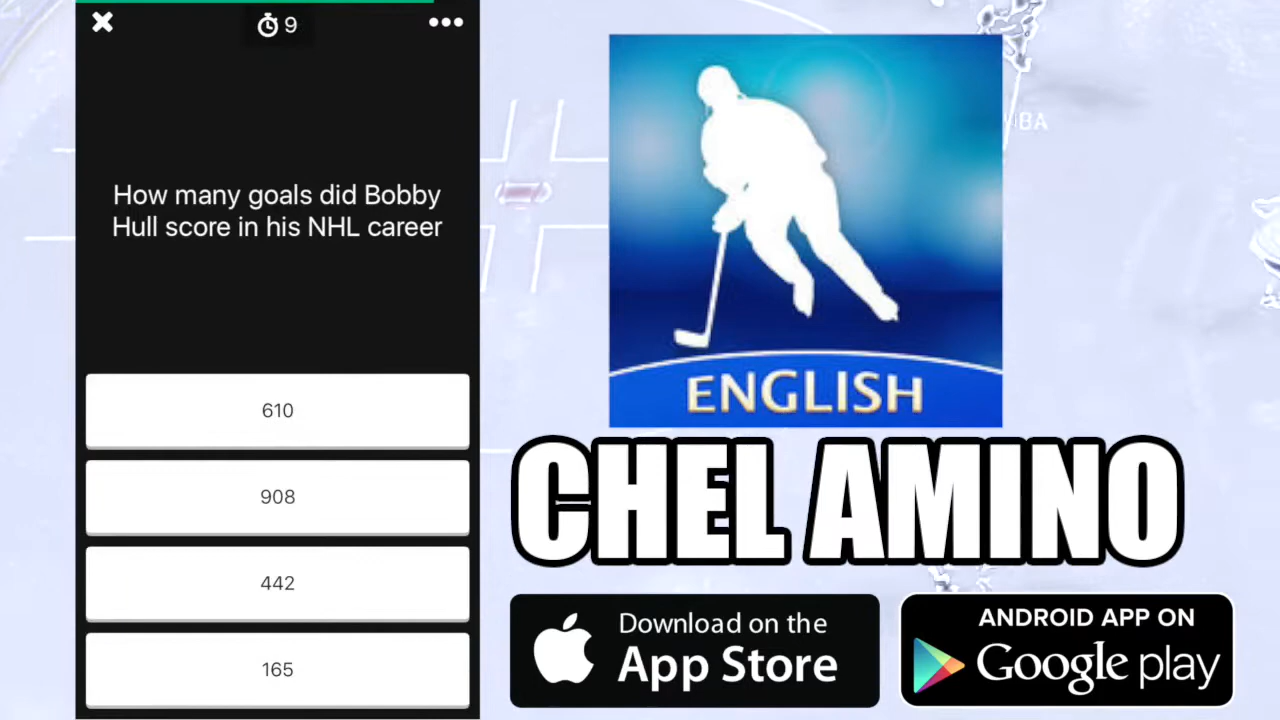 9
How many goals did Bobby
Hull score in his NHL career
610
908
442
165
BA
ENGLISH
CHEL AMINO
Download on the
App Store
ANDROID APP ON
Google play